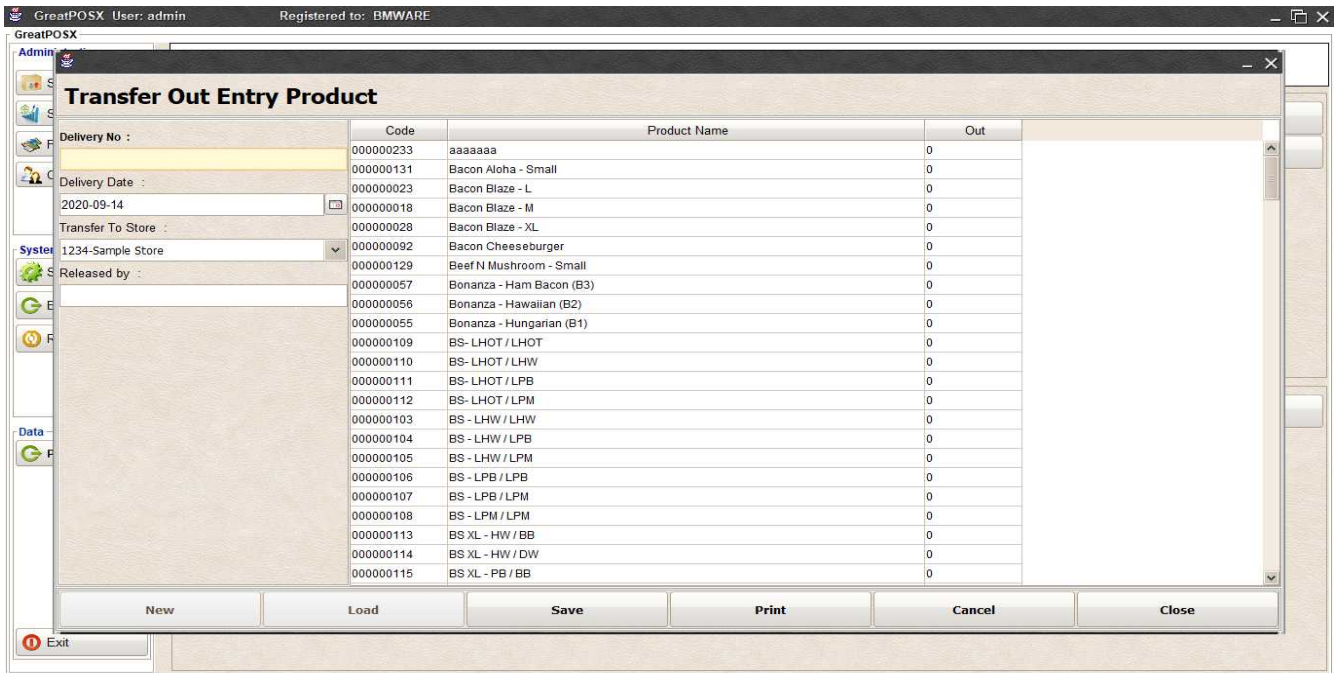 GreatPOSX User: admin Registered to: BMWARE
GreatPOSX
Transfer Out Entry Product
Delivery No :
Delivery Date :
2020-09-14
Transfer To Store :
1234-Sample Store
Released by :
Code Product Name Out
000000233 aaaaaaa 0
000000131 Bacon Aloha - Small 0
000000023 Bacon Blaze - L 0
000000018 Bacon Blaze - M 0
000000028 Bacon Blaze - XL 0
000000092 Bacon Cheeseburger 0
000000129 Beef N Mushroom - Small 0
000000057 Bonanza - Ham Bacon (B3) 0
000000056 Bonanza - Hawaiian (B2) 0
000000055 Bonanza - Hungarian (B1) 0
000000109 BS- LHOT / LHOT 0
000000110 BS- LHOT / LHW 0
000000111 BS- LHOT / LPB 0
000000112 BS- LHOT / LPM 0
000000103 BS - LHW / LHW 0
000000104 BS - LHW / LPB 0
000000105 BS - LHW / LPM 0
000000106 BS - LPB / LPB 0
000000107 BS - LPB / LPM 0
000000108 BS - LPM / LPM 0
000000113 BS XL - HW / BB 0
000000114 BS XL - HW / DW 0
000000115 BS XL - PB / BB 0
New Load Save Print Cancel Close
Data
Exit